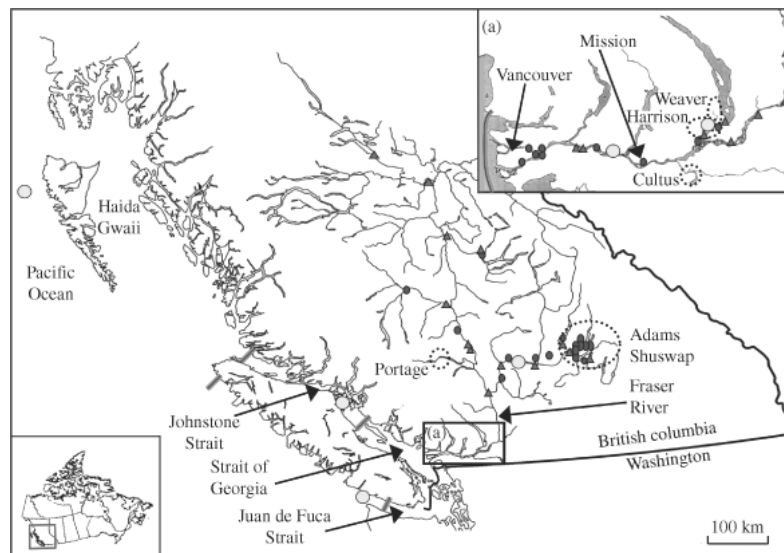 (a)
Mission
Vancouver
Weaver
Harrison
Cultus
Haida
Gwaii
Pacific
Ocean
Adams
Shuswap
Portage
Fraser
River
Johnstone
Strait
(a)
Strait of
Georgia
British columbia
Washington
Juan de Fuca
Strait
100 km